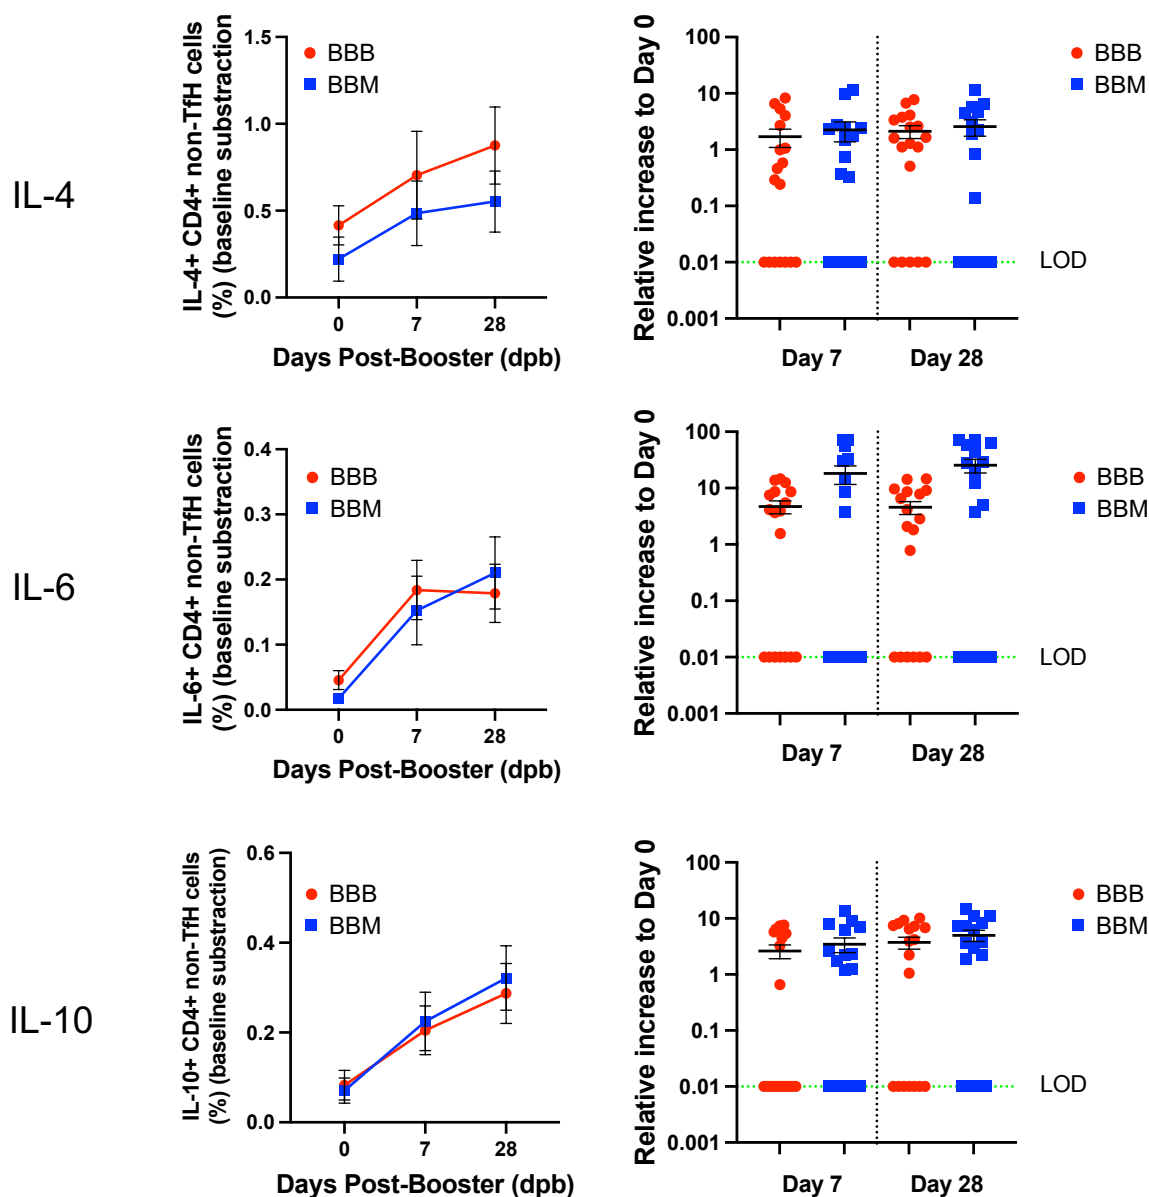 IL-4
IL-4+ CD4+ non-TfH cells
(%) (baseline substraction
1.5
1.0
0.5
0.0
BBB
BBM
0 7 28
Days Post-Booster (dpb)
Relative increase to Day 0
100
10
1
0.1
0.01
0.001
BBB
BBM
LOD
Day 7 Day 28
IL-6
IL-6+ CD4+ non-TfH cells
(%) (baseline substraction
0.4
0.3
0.2
0.1
0.0
BBB
BBM
0 7 28
Days Post-Booster (dpb)
Relative increase to Day 0
100
10
1
0.1
0.01
0.001
BBB
BBM
LOD
Day 7 Day 28
IL-10
IL-10+ CD4+ non-TfH cells
(%) (baseline substraction)
0.6
0.4
0.2
0.0
BBB
BBM
0 7 28
Days Post-Booster (dpb)
Relative increase to Day 0
100
10
1
0.1
0.01
0.001
BBB
BBM
LOD
Day 7 Day 28